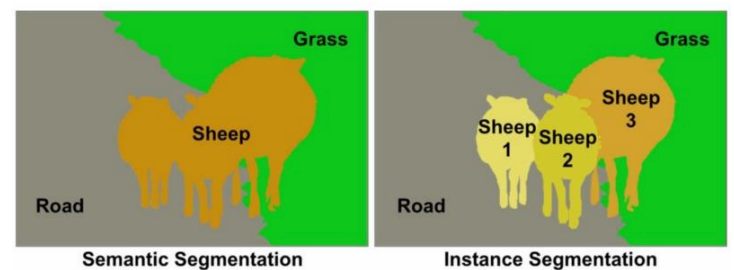 Grass
Sheep
Road
Semantic Segmentation
Grass
Sheep
1
Sheep
2
Sheep
3
Road
Instance Segmentation